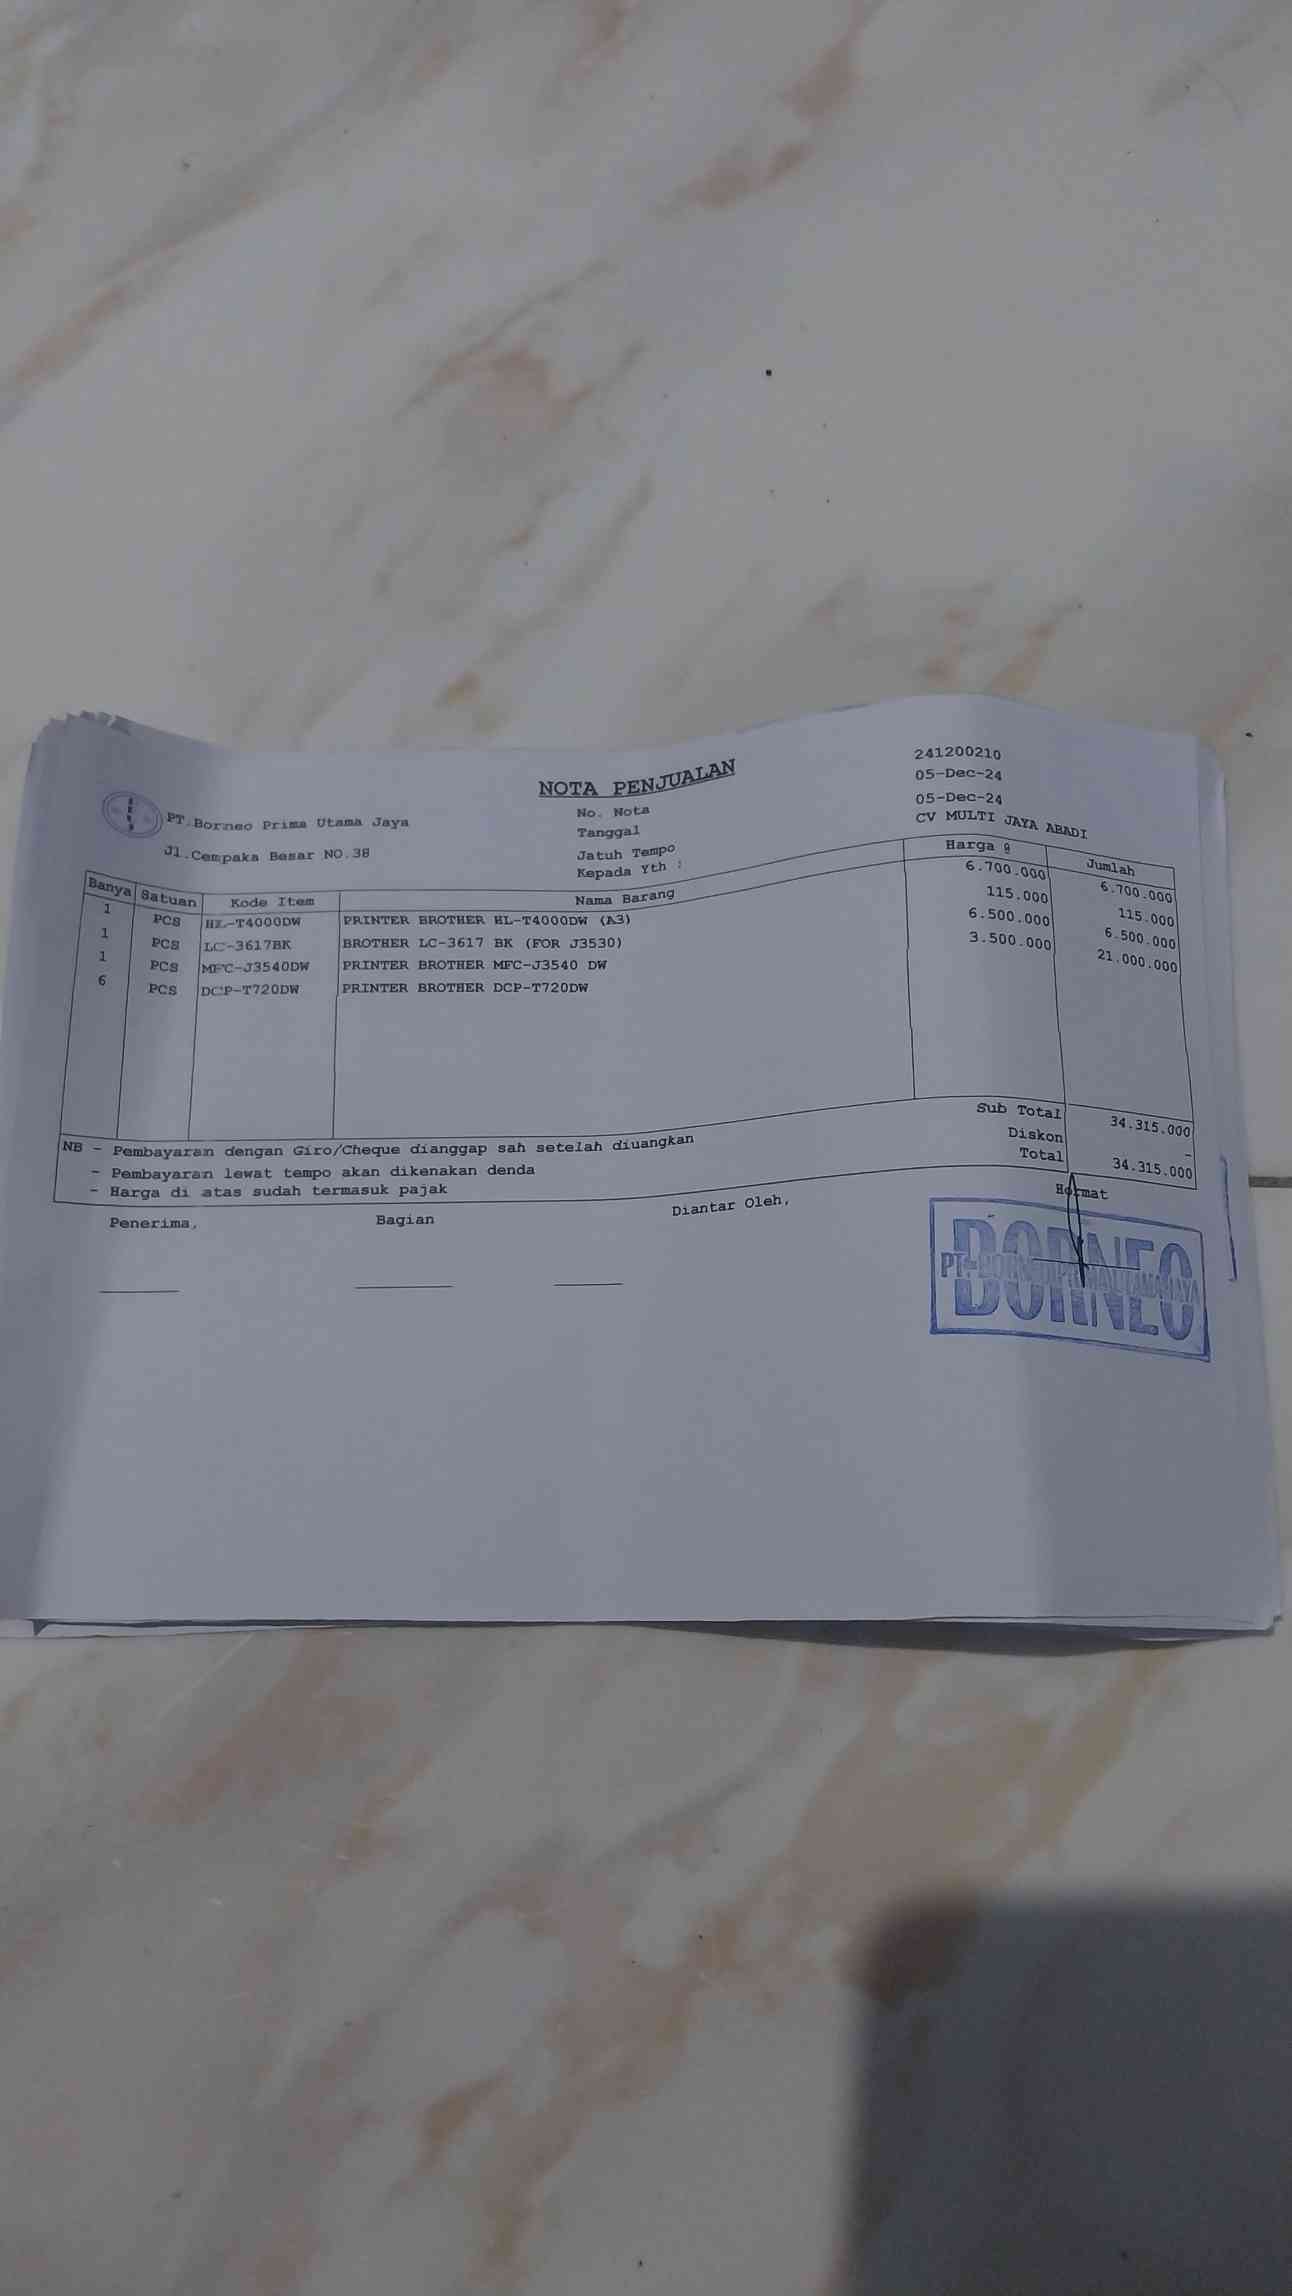 NOTA PENJUALAN
PT.Borneo Prima Utama Jaya
Jl.Cempaka Besar NO.38
No. Nota 241200210
Tanggal 05-Dec-24
Jatuh Tempo 05-Dec-24
Kepada Yth : CV MULTI JAYA ABADI
Banya Satuan Kode Item Nama Barang Harga @ Jumlah
1 PCS HL-T4000DW PRINTER BROTHER HL-T4000DW (A3) 6.700.000 6.700.000
1 PCS LC-3617BK BROTHER LC-3617 BK (FOR J3530) 115.000 115.000
1 PCS MFC-J3540DW PRINTER BROTHER MFC-J3540 DW 6.500.000 6.500.000
6 PCS DCP-T720DW PRINTER BROTHER DCP-T720DW 3.500.000 21.000.000
Sub Total 34.315.000
Diskon -
Total 34.315.000
NB - Pembayaran dengan Giro/Cheque dianggap sah setelah diuangkan
- Pembayaran lewat tempo akan dikenakan denda
- Harga di atas sudah termasuk pajak
Penerima, Bagian Diantar Oleh, Hormat
BORNEO
PT. BORNEO PRIMA UTAMA JAYA